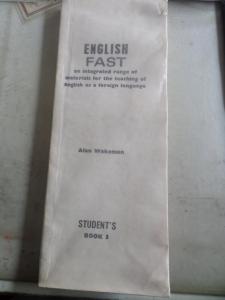 ENGLISH
FAST
an integrated range of
materials for the teaching of
English as a foreign language
Alan Wakeman
STUDENT'S
BOOK 2